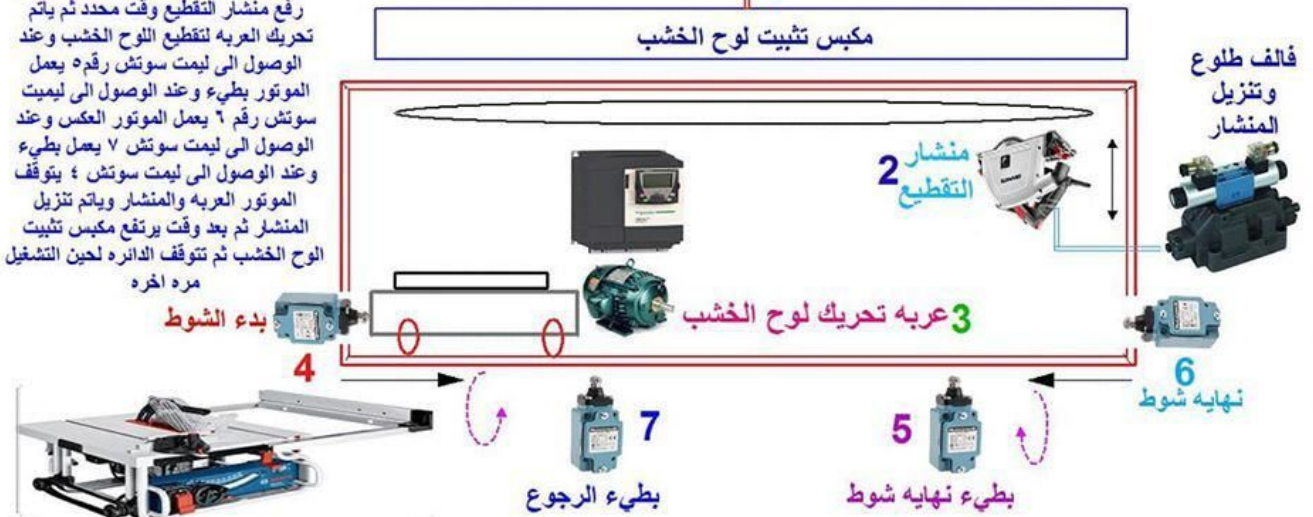 رفع منشار التقطيع وقت محدد ثم ياتم
تحريك العربه لتقطيع اللوح الخشب وعند
الوصول الى ليمت سوتش رقم٥ يعمل
الموتور بطيء وعند الوصول الى ليميت
سوتش رقم ٦ يعمل الموتور العكس وعند
الوصول الى ليمت سوتش ٧ يعمل بطيء
وعند الوصول الى ليمت سوتش ٤ يتوقف
الموتور العربه والمنشار وياتم تنزيل
المنشار ثم بعد وقت يرتفع مكبس تثبيت
الوح الخشب ثم تتوقف الدائره لحين التشغيل
مره اخره
مكبس تثبيت لوح الخشب
فالف طلوع
وتنزيل
المنشار
منشار 2
التقطيع
3 عربه تحريك لوح الخشب
بدء الشوط
4
6
نهايه شوط
7
بطيء الرجوع
5
بطيء نهايه شوط